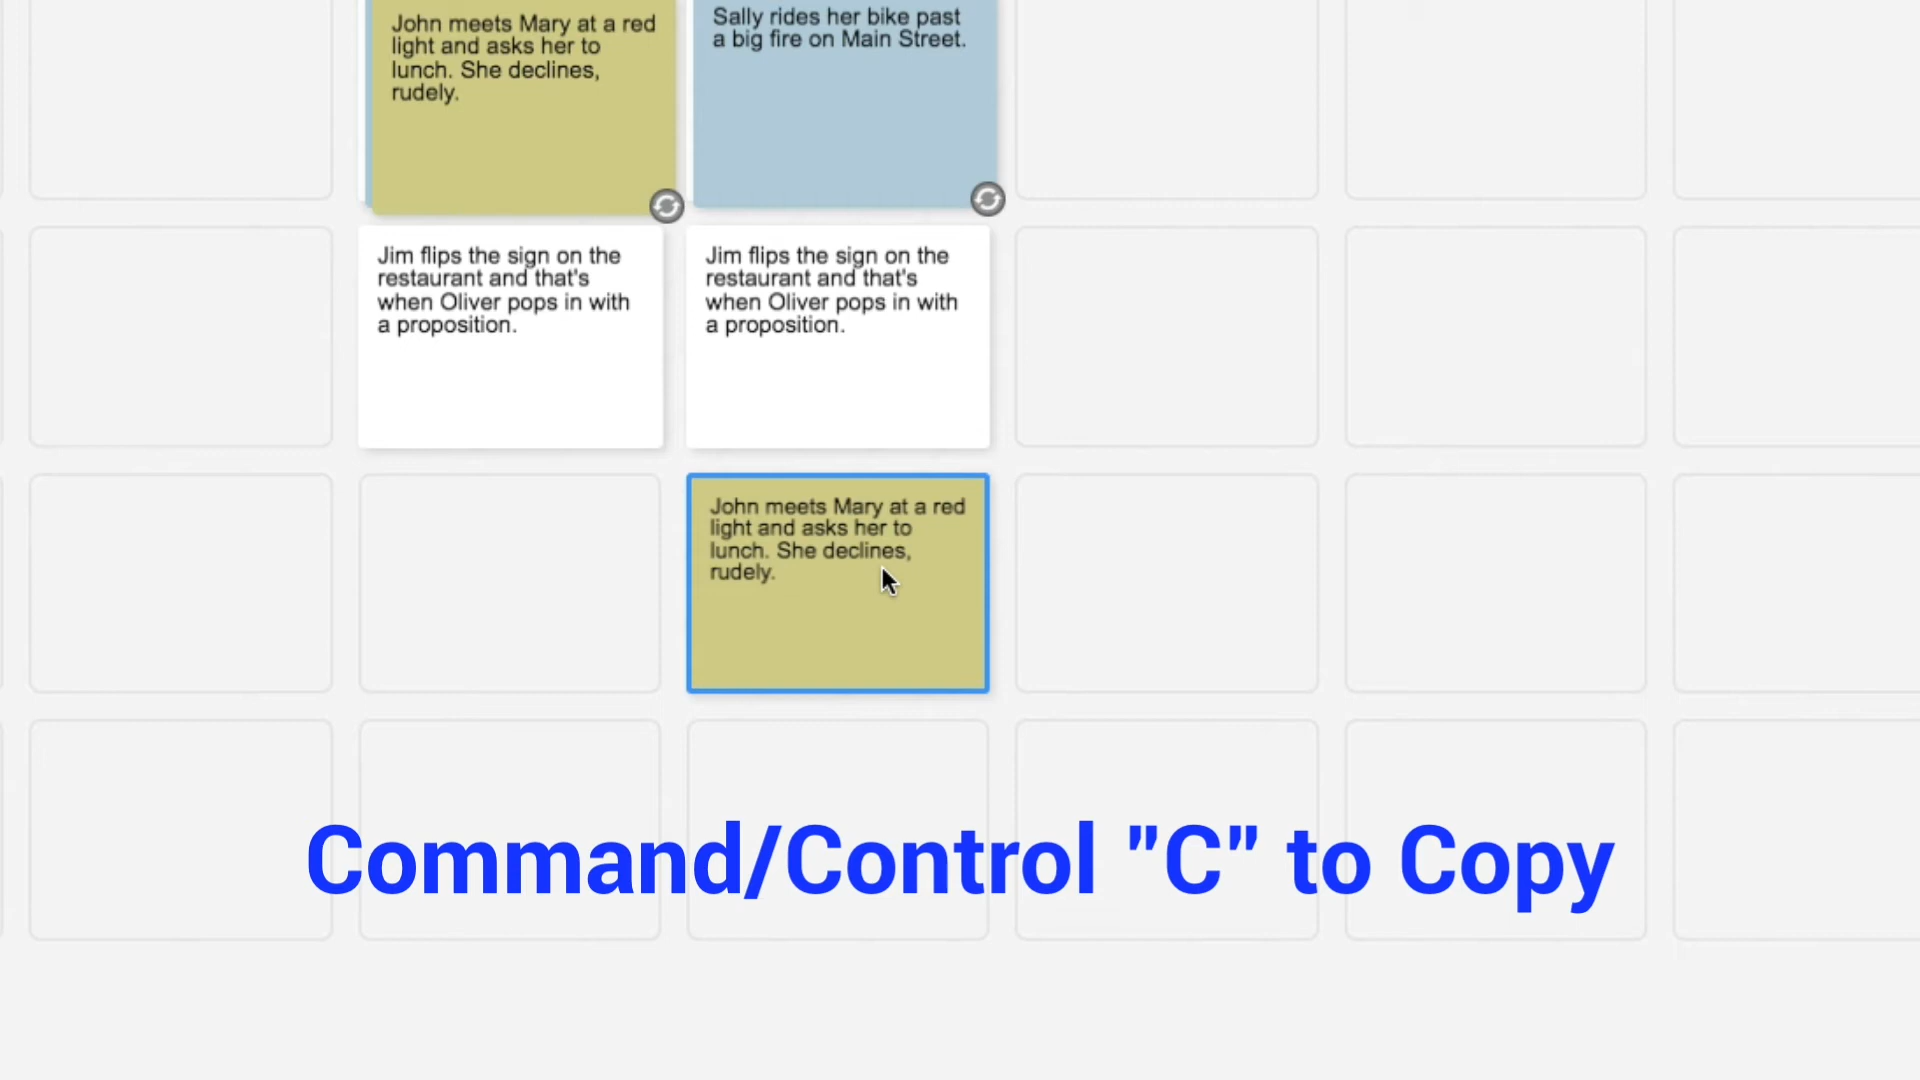 John meets Mary at a red
light and asks her to
lunch. She declines,
rudely.
Sally rides her bike past
a big fire on Main Street.
Jim flips the sign on the
restaurant and that's
when Oliver pops in with
a proposition.
Jim flips the sign on the
restaurant and that's
when Oliver pops in with
a proposition.
John meets Mary at a red
light and asks her to
lunch. She declines,
rudely.
Command/Control "C" to Copy